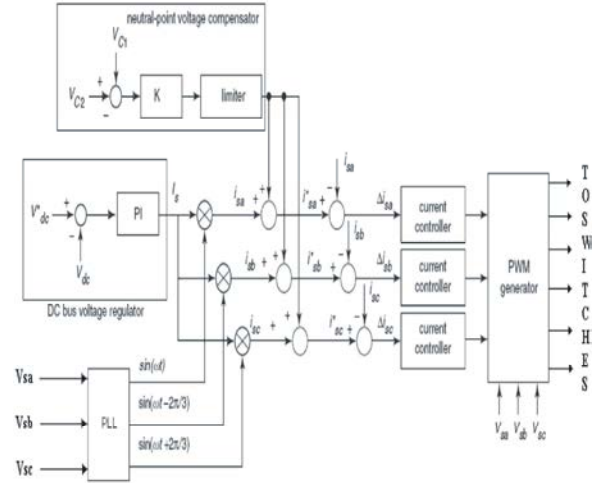 neutral-point voltage compensator
V_C1
V_C2
+
−
K
limiter
V*_dc
+
−
V_dc
PI
DC bus voltage regulator
I_s
i_sa
+
+
i*_sa
+
−
i_sa
Δi_sa
current
controller
i_sb
+
+
i*_sb
+
−
i_sb
Δi_sb
current
controller
i_sc
+
+
i*_sc
+
−
i_sc
Δi_sc
current
controller
PWM
generator
V_sa
V_sb
V_sc
T
O
S
W
I
T
C
H
E
S
Vsa
Vsb
Vsc
PLL
sin(ωt)
sin(ωt−2π/3)
sin(ωt+2π/3)